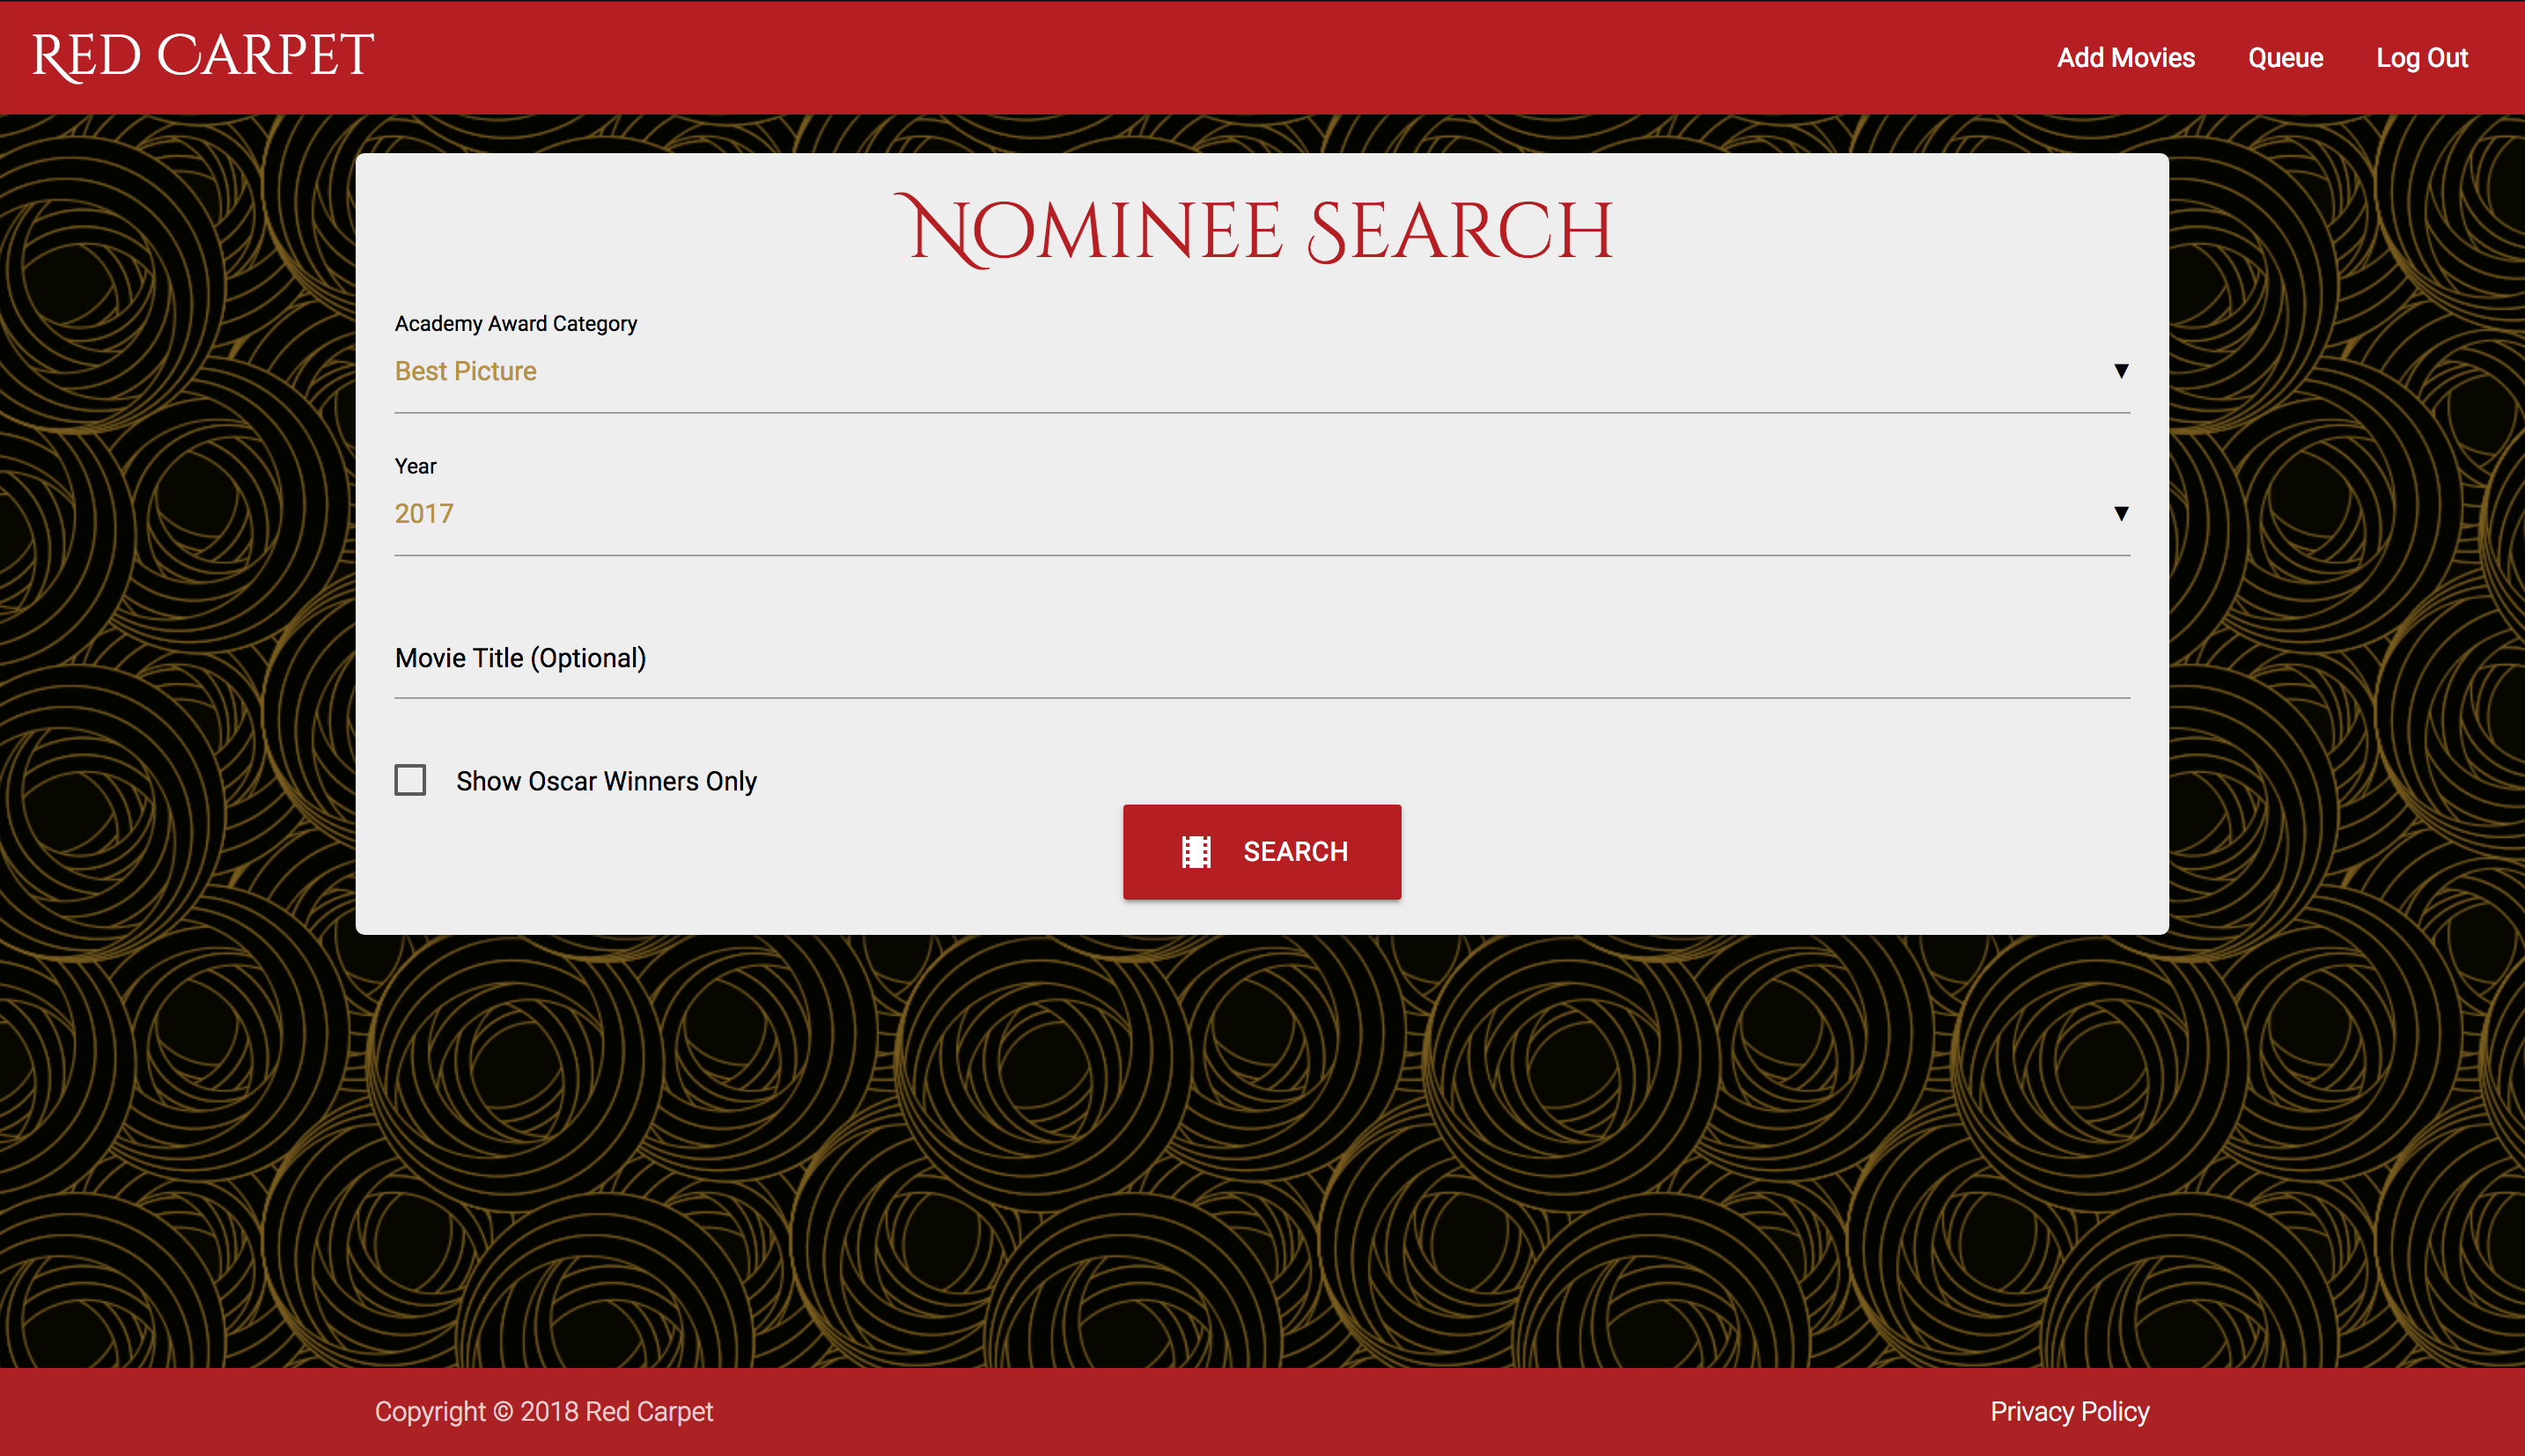 Red Carpet
Add Movies Queue Log Out
Nominee Search
Academy Award Category
Best Picture ▼
Year
2017 ▼
Movie Title (Optional)
Show Oscar Winners Only
SEARCH
Copyright © 2018 Red Carpet
Privacy Policy